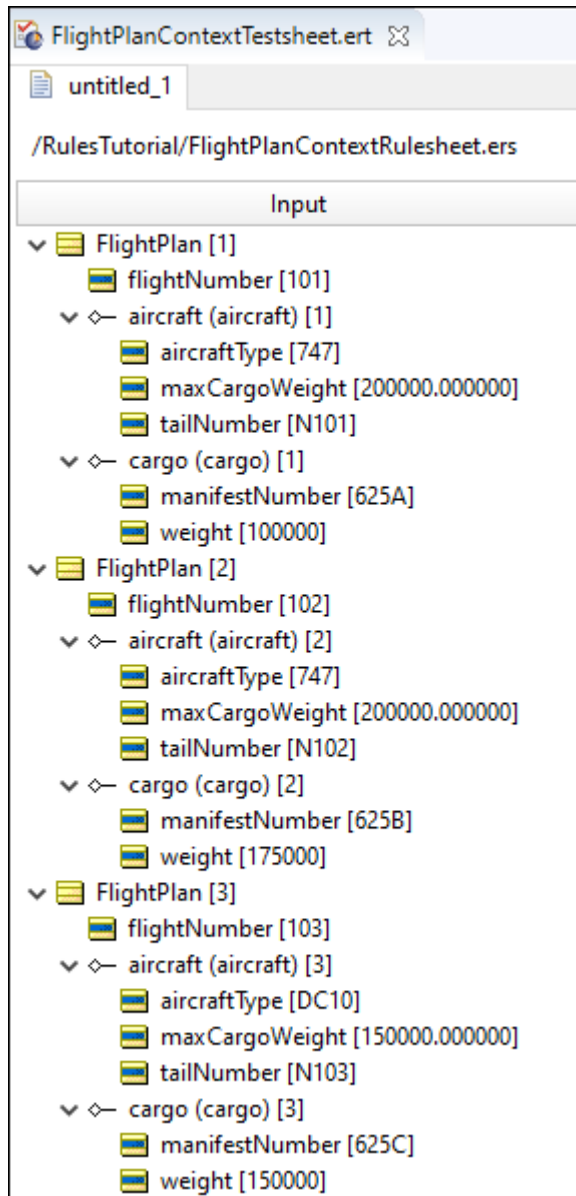 FlightPlanContextTestsheet.ert
untitled_1
/RulesTutorial/FlightPlanContextRulesheet.ers
Input
FlightPlan [1]
flightNumber [101]
aircraft (aircraft) [1]
aircraftType [747]
maxCargoWeight [200000.000000]
tailNumber [N101]
cargo (cargo) [1]
manifestNumber [625A]
weight [100000]
FlightPlan [2]
flightNumber [102]
aircraft (aircraft) [2]
aircraftType [747]
maxCargoWeight [200000.000000]
tailNumber [N102]
cargo (cargo) [2]
manifestNumber [625B]
weight [175000]
FlightPlan [3]
flightNumber [103]
aircraft (aircraft) [3]
aircraftType [DC10]
maxCargoWeight [150000.000000]
tailNumber [N103]
cargo (cargo) [3]
manifestNumber [625C]
weight [150000]